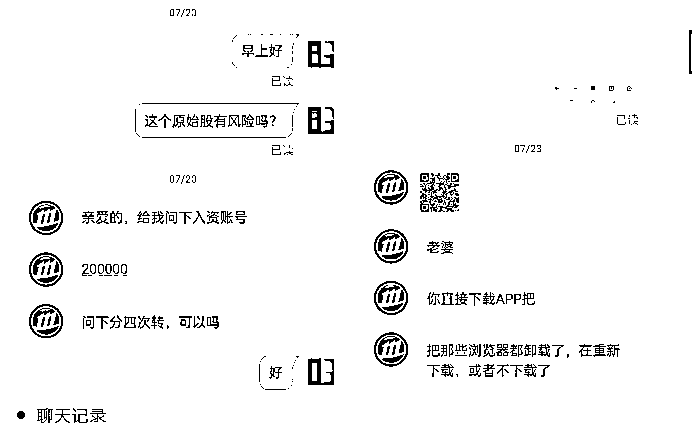 07/20
早上好
已读
这个原始股有风险吗？
已读
07/20
亲爱的，给我问下入资账号
200000
问下分四次转，可以吗
好
已读
07/23
老婆
你直接下载APP把
把那些浏览器都卸载了，在重新
下载，或者不下载了
聊天记录